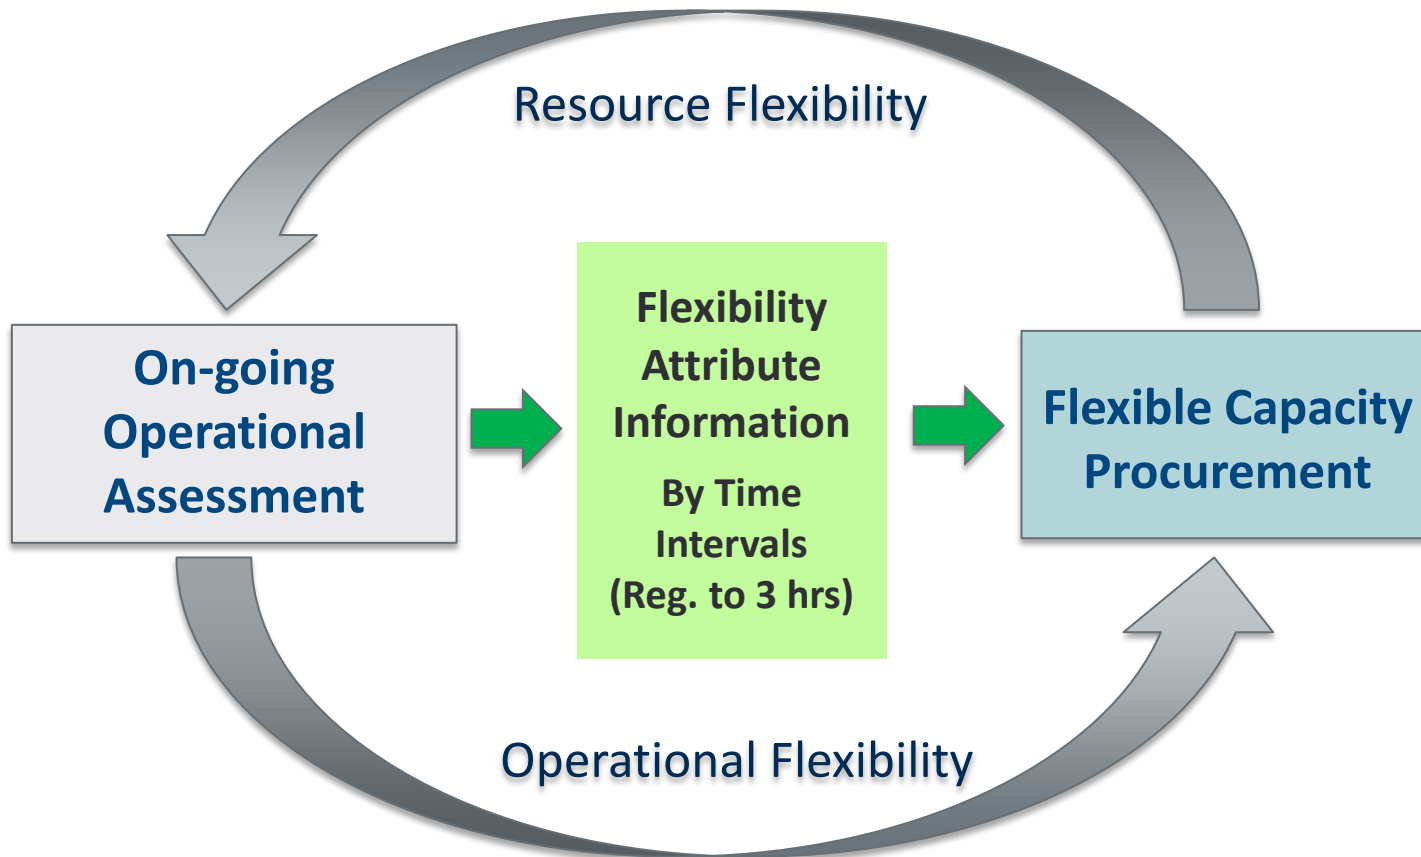 Resource Flexibility
On-going
Operational
Assessment
Flexibility
Attribute
Information
By Time
Intervals
(Reg. to 3 hrs)
Flexible Capacity
Procurement
Operational Flexibility